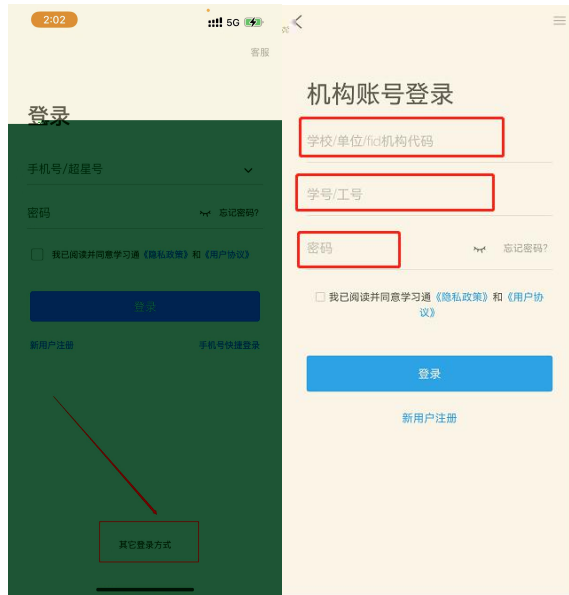 2:02
5G
客服
登录
手机号/超星号
密码
忘记密码?
我已阅读并同意学习通《隐私政策》和《用户协议》
登录
新用户注册
手机号快捷登录
其它登录方式
机构账号登录
学校/单位/fid机构代码
学号/工号
密码
忘记密码?
我已阅读并同意学习通《隐私政策》和《用户协
议》
登录
新用户注册